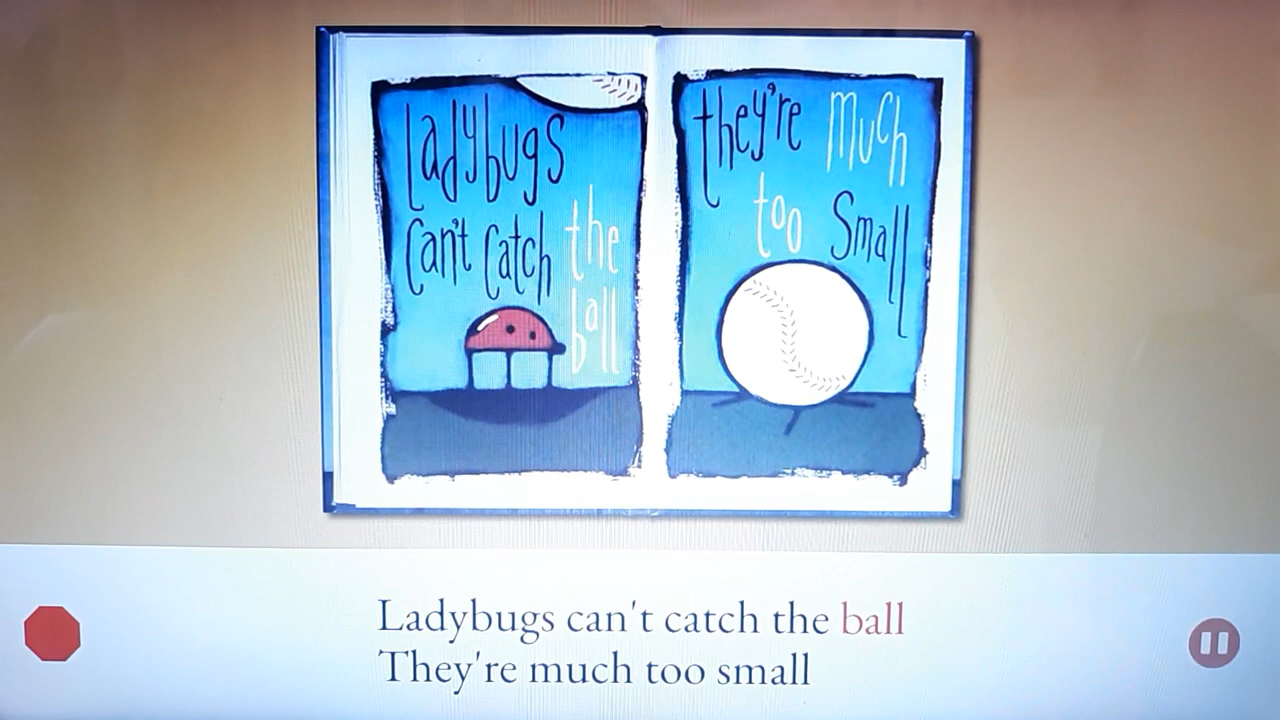 Ladybugs
can't catch the
ball
they're much
too small
Ladybugs can't catch the ball
They're much too small